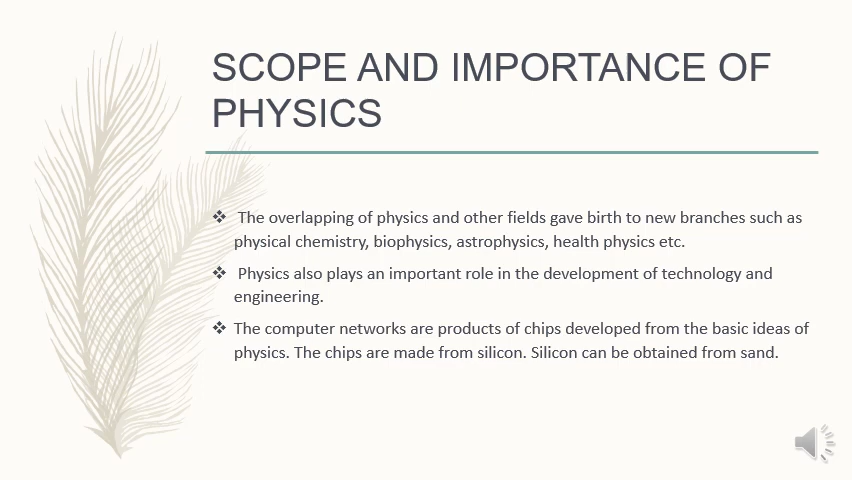 SCOPE AND IMPORTANCE OF
PHYSICS
❖ The overlapping of physics and other fields gave birth to new branches such as
physical chemistry, biophysics, astrophysics, health physics etc.
❖ Physics also plays an important role in the development of technology and
engineering.
❖ The computer networks are products of chips developed from the basic ideas of
physics. The chips are made from silicon. Silicon can be obtained from sand.